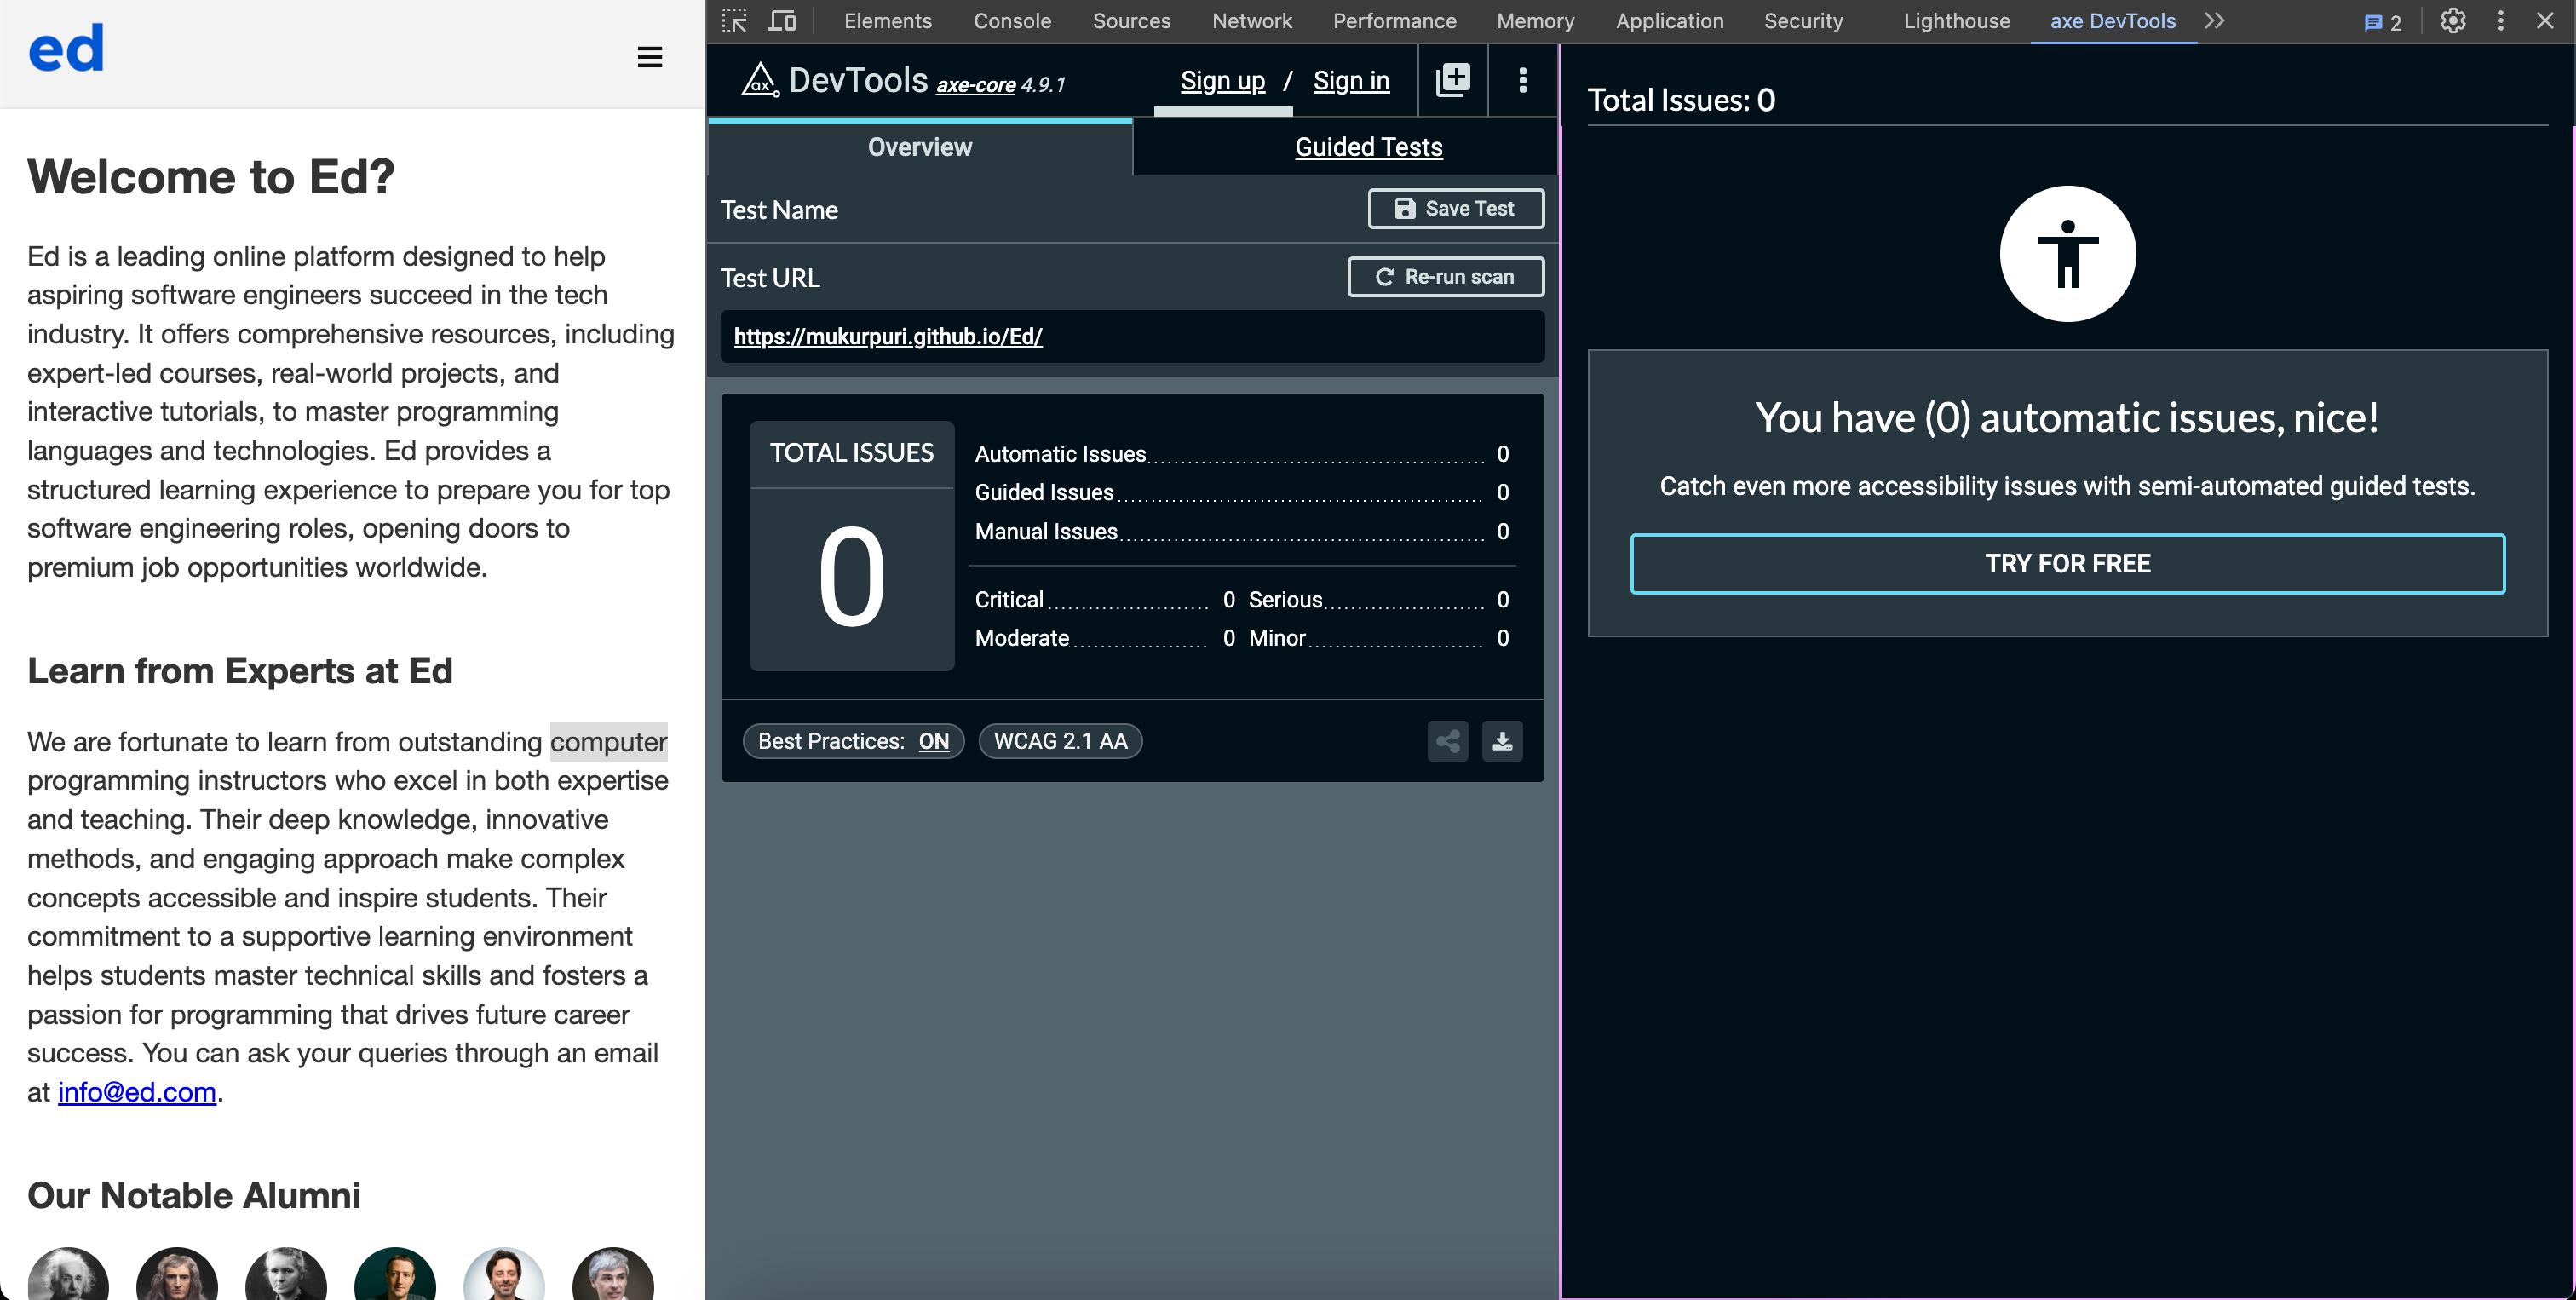 ed
Welcome to Ed?
Ed is a leading online platform designed to help
aspiring software engineers succeed in the tech
industry. It offers comprehensive resources, including
expert-led courses, real-world projects, and
interactive tutorials, to master programming
languages and technologies. Ed provides a
structured learning experience to prepare you for top
software engineering roles, opening doors to
premium job opportunities worldwide.
Learn from Experts at Ed
We are fortunate to learn from outstanding computer
programming instructors who excel in both expertise
and teaching. Their deep knowledge, innovative
methods, and engaging approach make complex
concepts accessible and inspire students. Their
commitment to a supportive learning environment
helps students master technical skills and fosters a
passion for programming that drives future career
success. You can ask your queries through an email
at info@ed.com.
Our Notable Alumni
Elements Console Sources Network Performance Memory Application Security Lighthouse axe DevTools 2
ax DevTools axe-core 4.9.1 Sign up / Sign in
Overview Guided Tests
Test Name Save Test
Test URL Re-run scan
https://mukurpuri.github.io/Ed/
TOTAL ISSUES
0
Automatic Issues 0
Guided Issues 0
Manual Issues 0
Critical 0 Serious 0
Moderate 0 Minor 0
Best Practices: ON WCAG 2.1 AA
Total Issues: 0
You have (0) automatic issues, nice!
Catch even more accessibility issues with semi-automated guided tests.
TRY FOR FREE